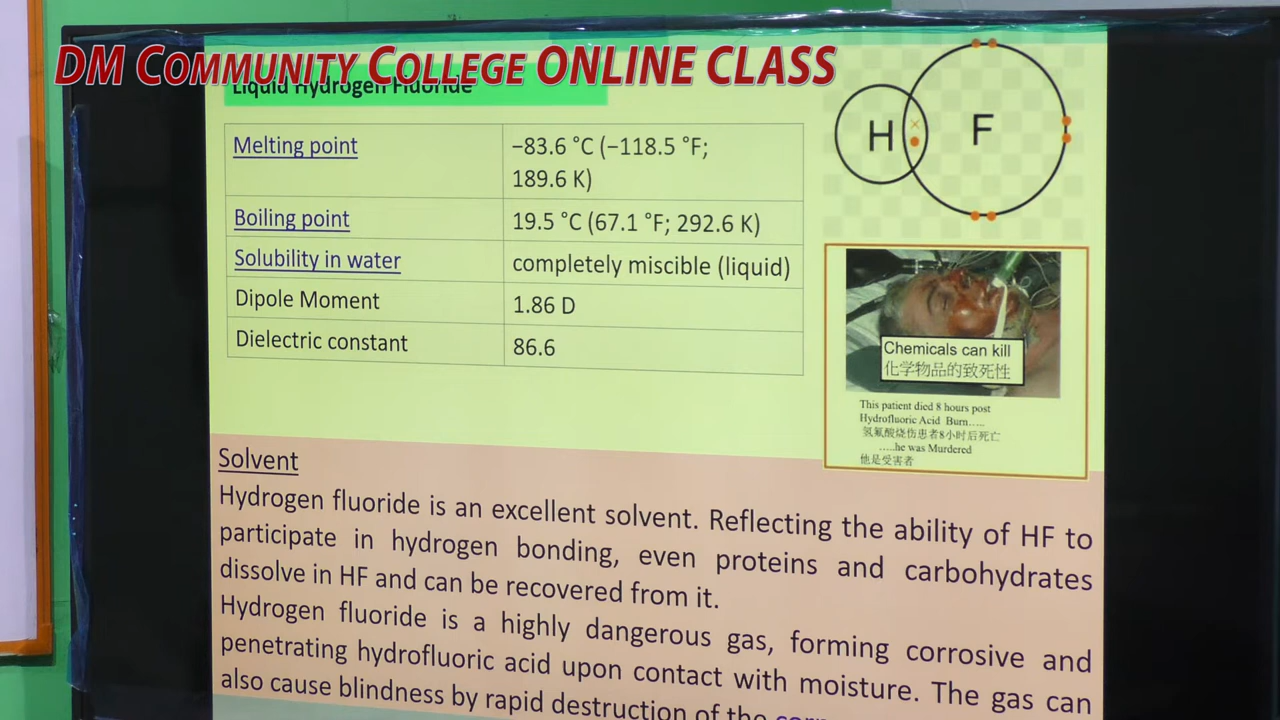 DM COMMUNITY COLLEGE ONLINE CLASS
Liquid Hydrogen Fluoride
Melting point
−83.6 °C (−118.5 °F;
189.6 K)
Boiling point
19.5 °C (67.1 °F; 292.6 K)
Solubility in water
completely miscible (liquid)
Dipole Moment
1.86 D
Dielectric constant
86.6
H
F
Chemicals can kill
化学物品的致死性
This patient died 8 hours post
Hydrofluoric Acid Burn.....
氢氟酸烧伤患者8小时后死亡
.....he was Murdered
他是受害者
Solvent
Hydrogen fluoride is an excellent solvent. Reflecting the ability of HF to
participate in hydrogen bonding, even proteins and carbohydrates
dissolve in HF and can be recovered from it.
Hydrogen fluoride is a highly dangerous gas, forming corrosive and
penetrating hydrofluoric acid upon contact with moisture. The gas can
also cause blindness by rapid destruction of the